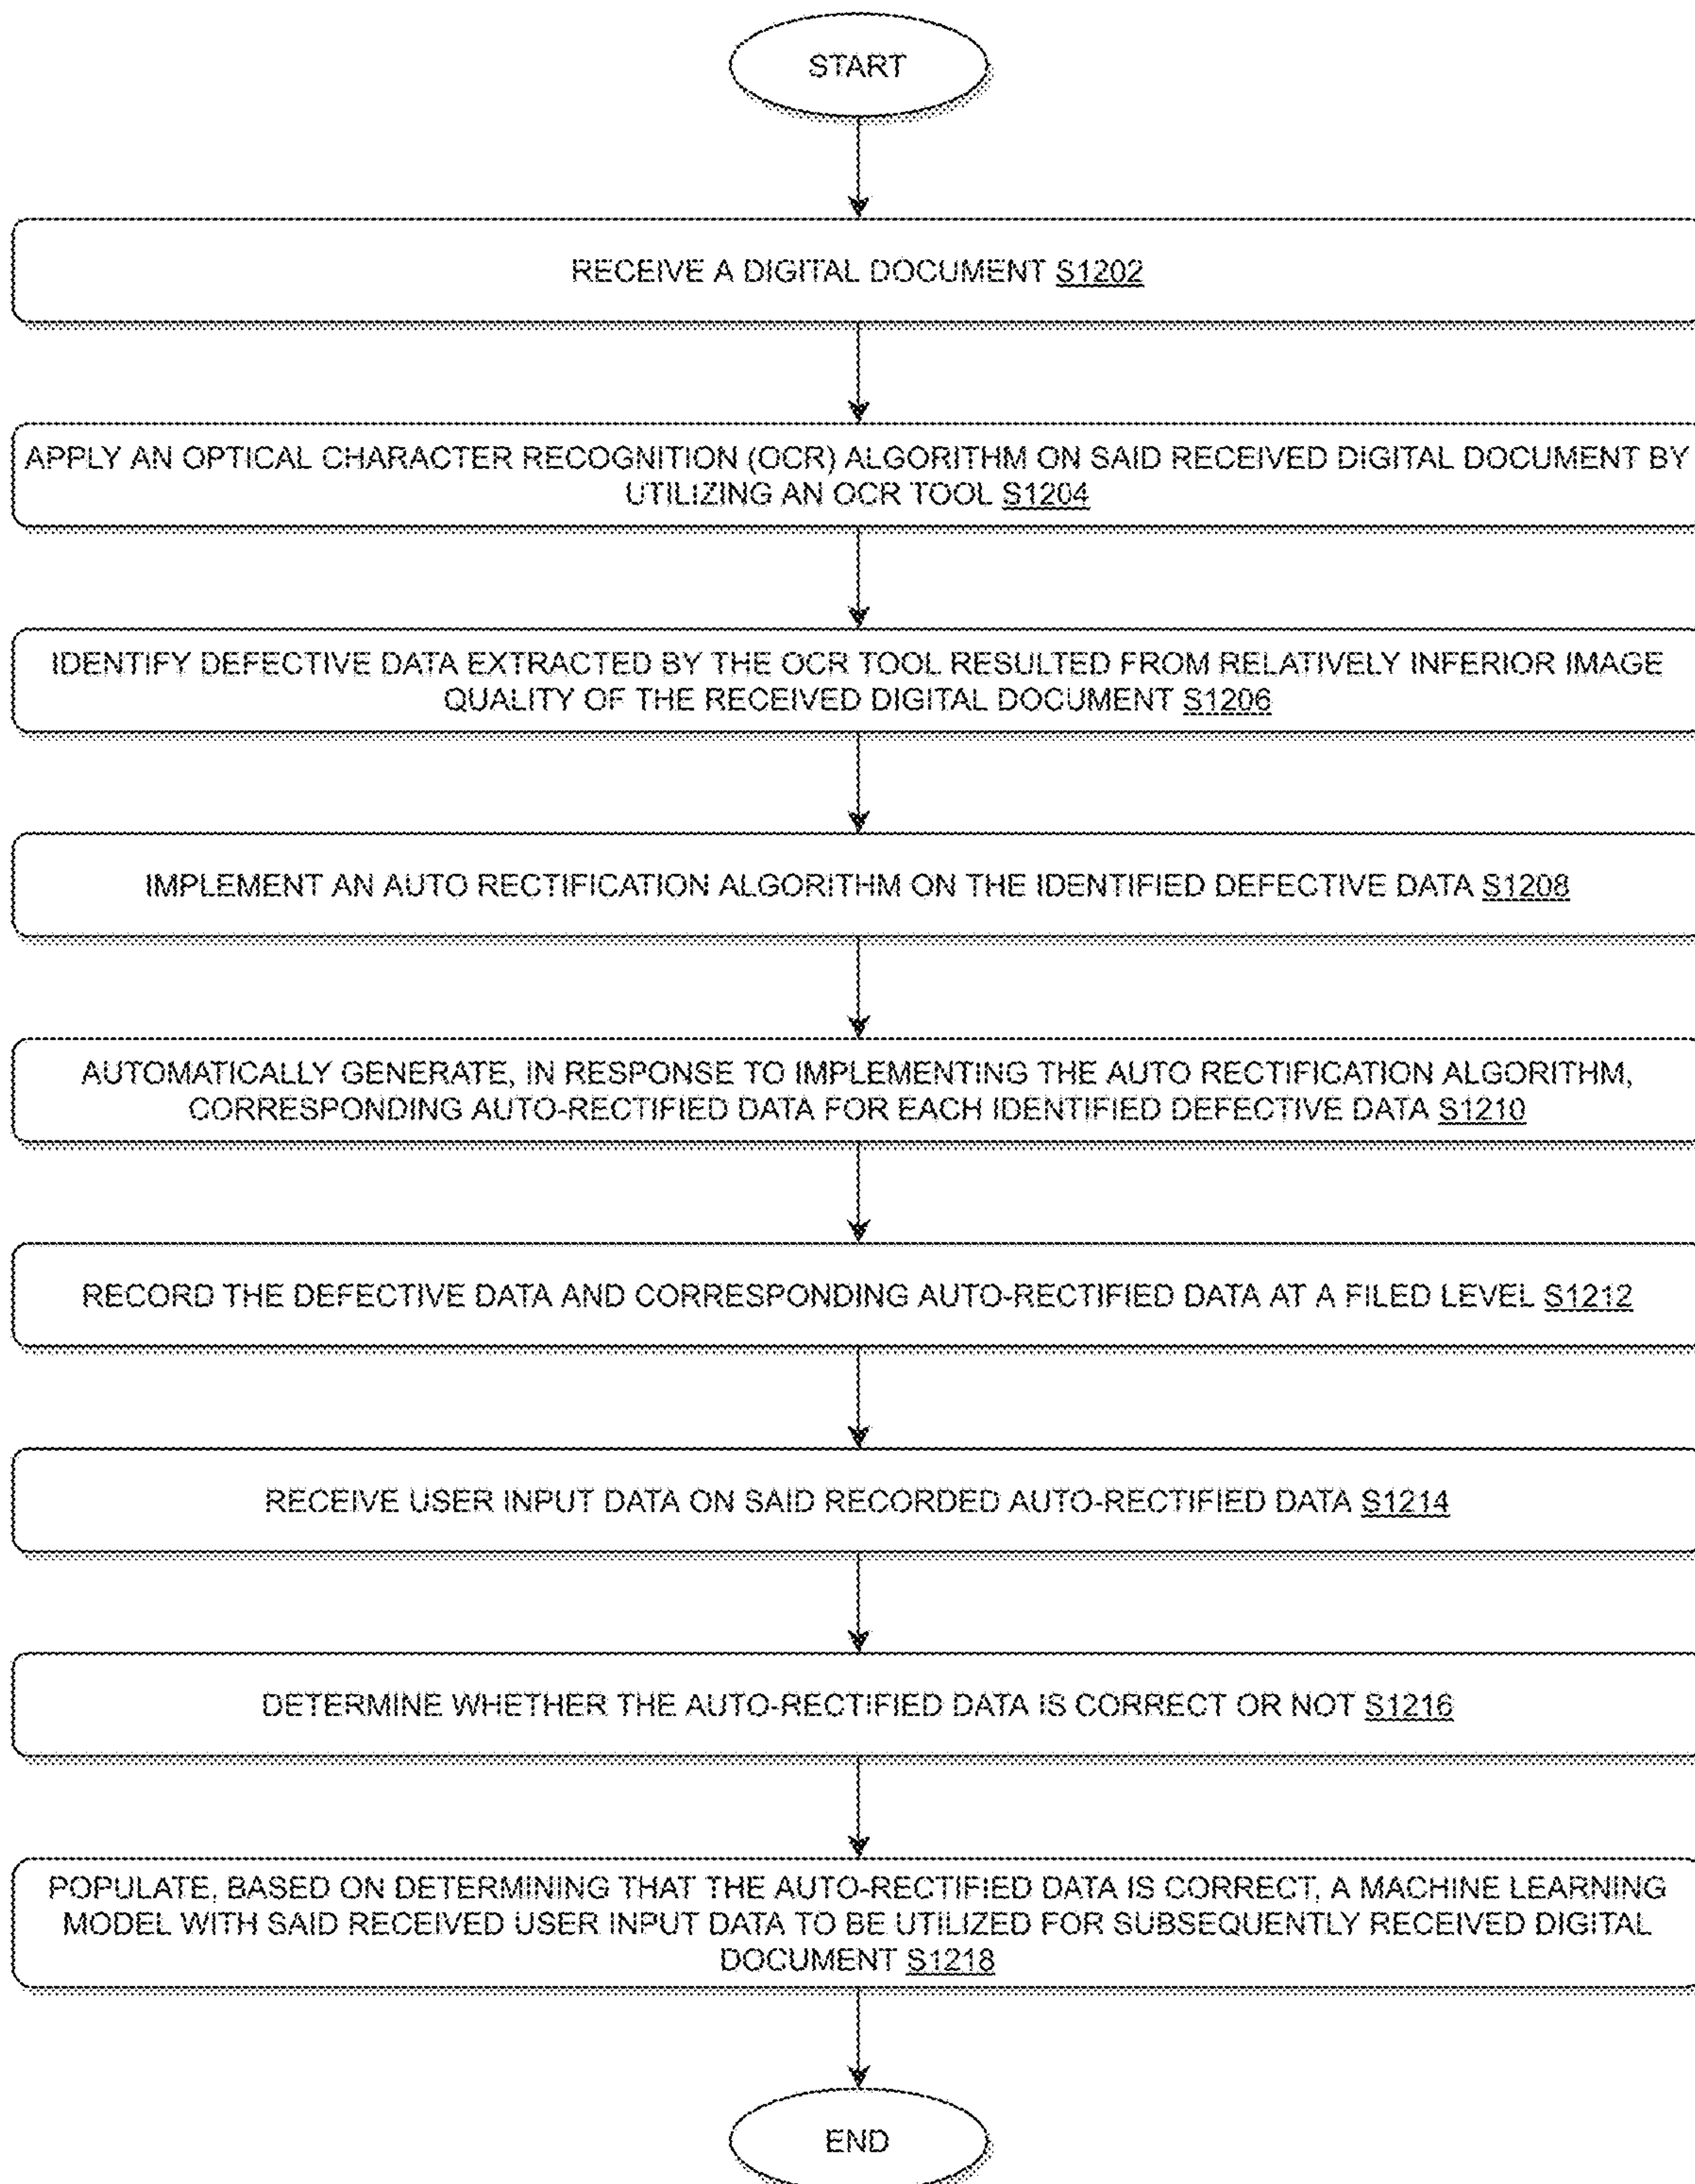 START
RECEIVE A DIGITAL DOCUMENT S1202
APPLY AN OPTICAL CHARACTER RECOGNITION (OCR) ALGORITHM ON SAID RECEIVED DIGITAL DOCUMENT BY
UTILIZING AN OCR TOOL S1204
IDENTIFY DEFECTIVE DATA EXTRACTED BY THE OCR TOOL RESULTED FROM RELATIVELY INFERIOR IMAGE
QUALITY OF THE RECEIVED DIGITAL DOCUMENT S1206
IMPLEMENT AN AUTO RECTIFICATION ALGORITHM ON THE IDENTIFIED DEFECTIVE DATA S1208
AUTOMATICALLY GENERATE, IN RESPONSE TO IMPLEMENTING THE AUTO RECTIFICATION ALGORITHM,
CORRESPONDING AUTO-RECTIFIED DATA FOR EACH IDENTIFIED DEFECTIVE DATA S1210
RECORD THE DEFECTIVE DATA AND CORRESPONDING AUTO-RECTIFIED DATA AT A FILED LEVEL S1212
RECEIVE USER INPUT DATA ON SAID RECORDED AUTO-RECTIFIED DATA S1214
DETERMINE WHETHER THE AUTO-RECTIFIED DATA IS CORRECT OR NOT S1216
POPULATE, BASED ON DETERMINING THAT THE AUTO-RECTIFIED DATA IS CORRECT, A MACHINE LEARNING
MODEL WITH SAID RECEIVED USER INPUT DATA TO BE UTILIZED FOR SUBSEQUENTLY RECEIVED DIGITAL
DOCUMENT S1218
END